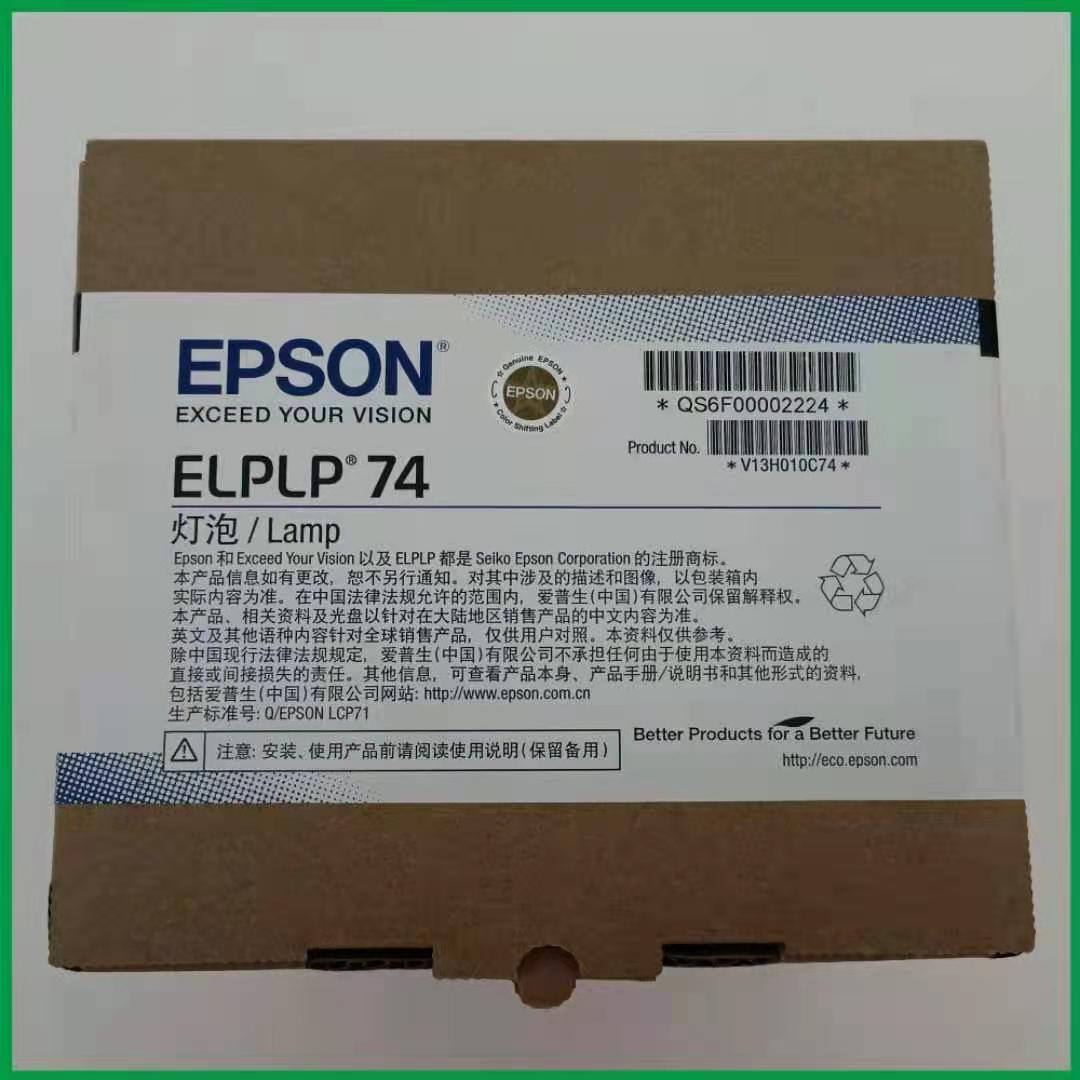 EPSON®
EXCEED YOUR VISION
☆ Genuine EPSON ★
EPSON
★ Color Shifting Label ☆
* QS6F00002224 *
Product No.
* V13H010C74 *
ELPLP® 74
灯泡 / Lamp
Epson 和 Exceed Your Vision 以及 ELPLP 都是 Seiko Epson Corporation 的注册商标。
本产品信息如有更改，恕不另行通知。对其中涉及的描述和图像，以包装箱内
实际内容为准。在中国法律法规允许的范围内，爱普生(中国)有限公司保留解释权。
本产品、相关资料及光盘以针对在大陆地区销售产品的中文内容为准。
英文及其他语种内容针对全球销售产品，仅供用户对照。本资料仅供参考。
除中国现行法律法规规定，爱普生(中国)有限公司不承担任何由于使用本资料而造成的
直接或间接损失的责任。其他信息，可查看产品本身、产品手册/说明书和其他形式的资料，
包括爱普生(中国)有限公司网站: http://www.epson.com.cn
生产标准号: Q/EPSON LCP71
注意: 安装、使用产品前请阅读使用说明(保留备用)
Better Products for a Better Future
http://eco.epson.com